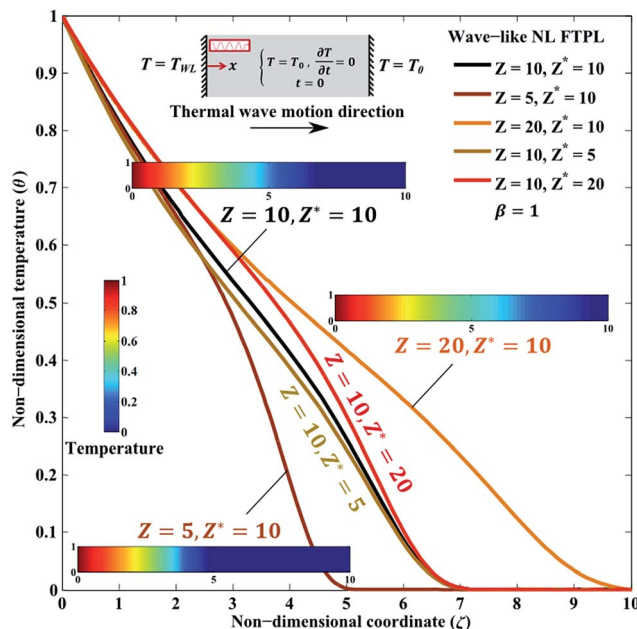 Wave-like NL FTPL
Z = 10, Z* = 10
Z = 5, Z* = 10
Z = 20, Z* = 10
Z = 10, Z* = 5
Z = 10, Z* = 20
β = 1
T = T_WL
x
T = T_0 , ∂T/∂t = 0
t = 0
T = T_0
Thermal wave motion direction
1
0
0 5 10
Z = 10, Z* = 10
1
0
0 5 10
Z = 20, Z* = 10
1
0.8
0.6
0.4
0.2
0
Temperature
Z = 10, Z* = 20
Z = 10, Z* = 5
Z = 5, Z* = 10
1
0
0 5 10
Non-dimensional temperature (θ)
1
0.9
0.8
0.7
0.6
0.5
0.4
0.3
0.2
0.1
0
0 1 2 3 4 5 6 7 8 9 10
Non-dimensional coordinate (ζ)